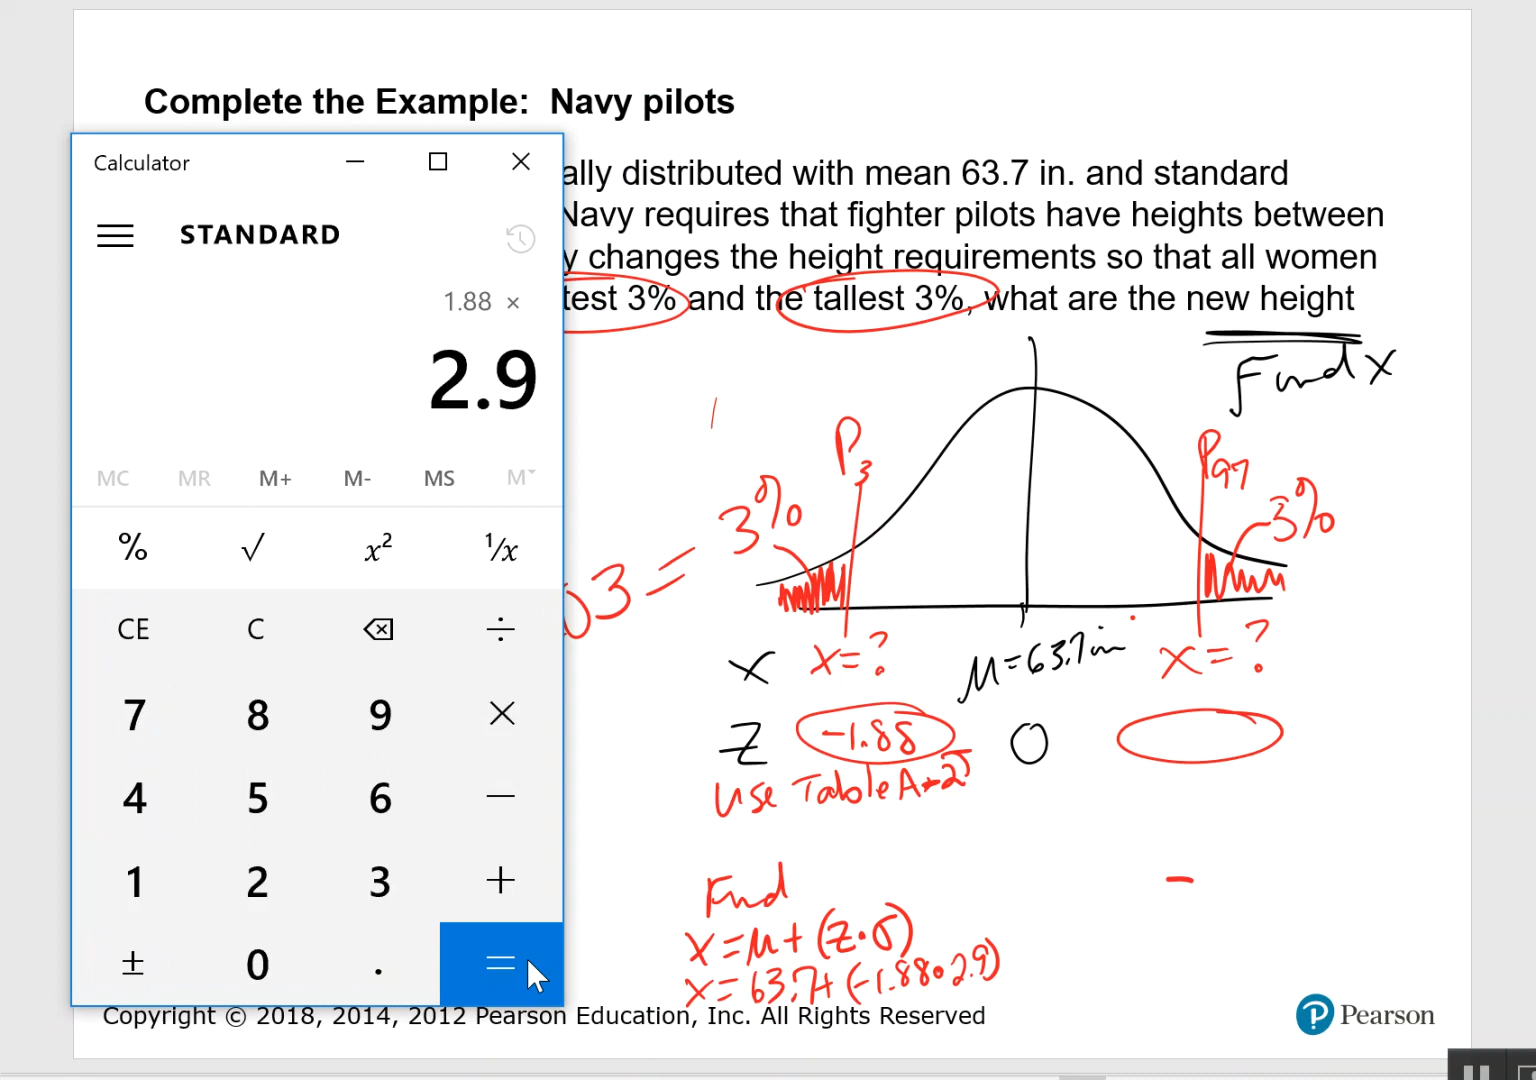 Complete the Example: Navy pilots
Calculator
STANDARD
1.88 ×
2.9
MC MR M+ M- MS M
% √ x² ¹/x
CE C ÷
7 8 9 ×
4 5 6 −
1 2 3 +
± 0 . =
ally distributed with mean 63.7 in. and standard
Navy requires that fighter pilots have heights between
y changes the height requirements so that all women
test 3% and the tallest 3%, what are the new height
Find x
P3
P97
3%
3%
03 =
x = ?
μ = 63.7 in
x = ?
x
z -1.88 0
Use Table A-2
Find
x = μ + (z · σ)
x = 63.7 + (-1.88 · 2.9)
-
Copyright © 2018, 2014, 2012 Pearson Education, Inc. All Rights Reserved
P Pearson